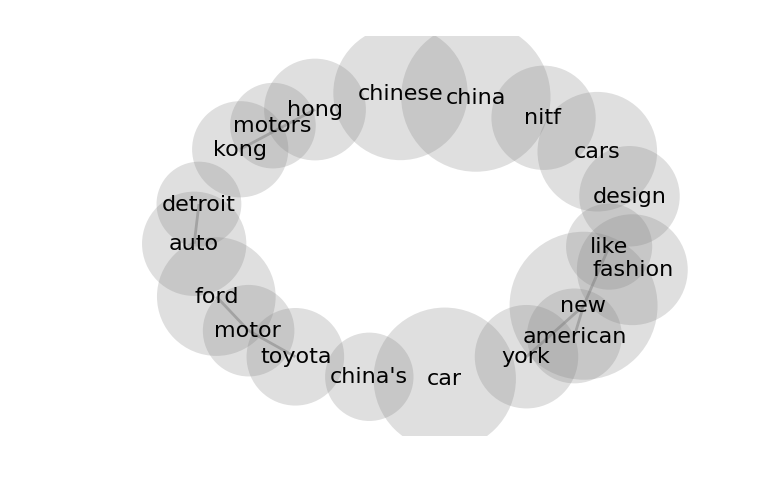 chinese
china
hong
nitf
motors
kong
cars
design
detroit
auto
like
fashion
ford
new
motor
american
toyota
york
china's
car